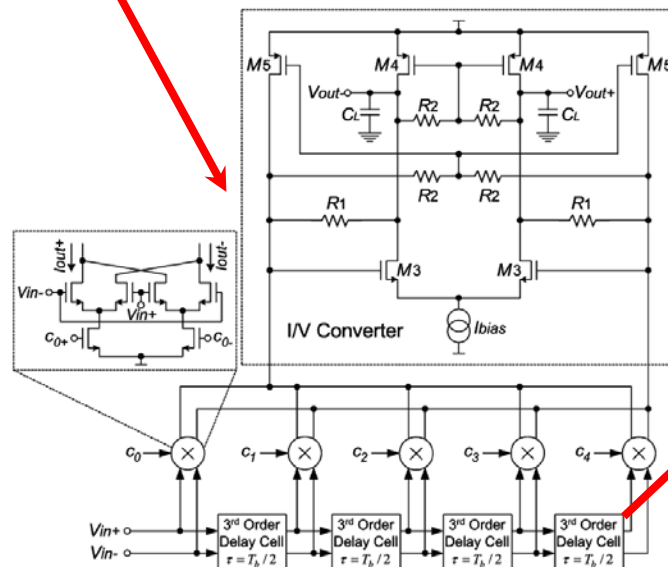 M5 M4 M4 M5
Vout- Vout+
CL R2 R2 CL
R2 R2
R1 R1
M3 M3
I/V Converter Ibias
Iout+ Iout-
Vin-
Vin+
c0+ c0-
c0 c1 c2 c3 c4
Vin+ 3rd Order 3rd Order 3rd Order 3rd Order
Delay Cell Delay Cell Delay Cell Delay Cell
Vin- τ = Tb/2 τ = Tb/2 τ = Tb/2 τ = Tb/2